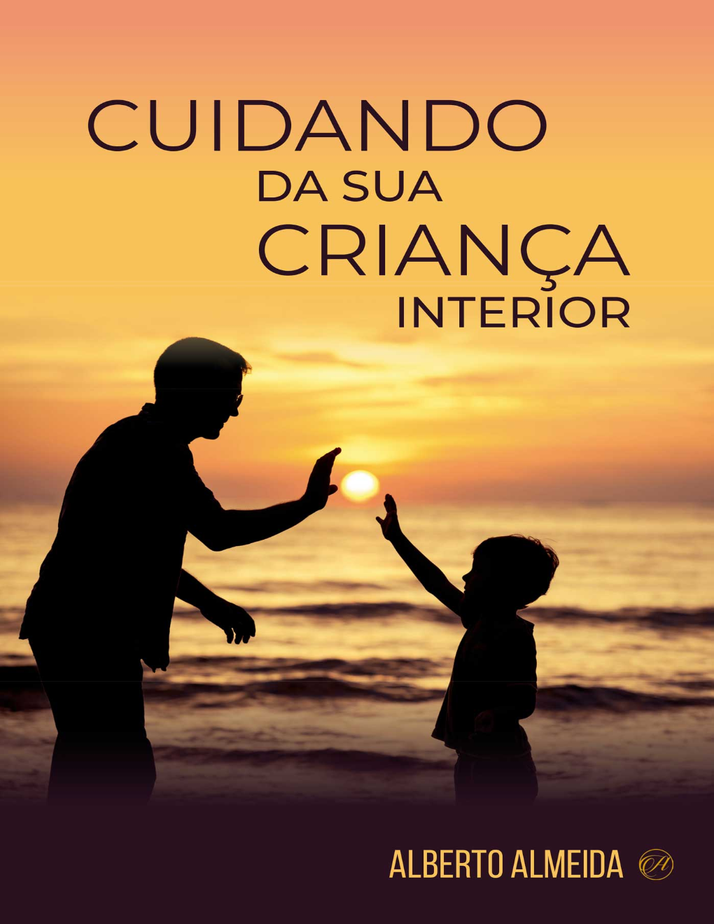 CUIDANDO
DA SUA
CRIANÇA
INTERIOR
ALBERTO ALMEIDA